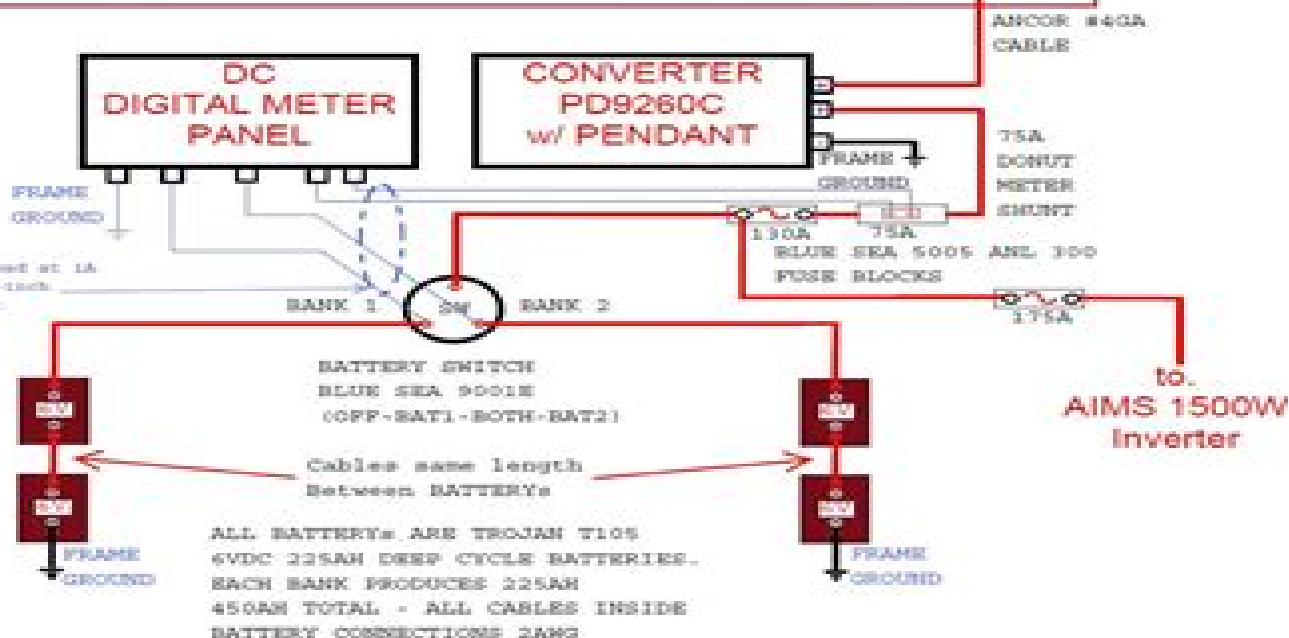 ANCOR #4GA
CABLE
DC
DIGITAL METER
PANEL
CONVERTER
PD9260C
w/ PENDANT
75A
DONUT
METER
SHUNT
FRAME
GROUND
FRAME
GROUND
130A
75A
BLUE SEA 5005 ANL 300
FUSE BLOCKS
ed at 1A
inch
BANK 1
SW
BANK 2
175A
BATTERY SWITCH
BLUE SEA 9001E
(OFF-BAT1-BOTH-BAT2)
to.
AIMS 1500W
Inverter
6V
6V
Cables same length
Between BATTERYs
6V
6V
ALL BATTERYs ARE TROJAN T105
6VDC 225AH DEEP CYCLE BATTERIES.
EACH BANK PRODUCES 225AH
450AH TOTAL - ALL CABLES INSIDE
BATTERY CONNECTIONS 2AWG
FRAME
GROUND
FRAME
GROUND